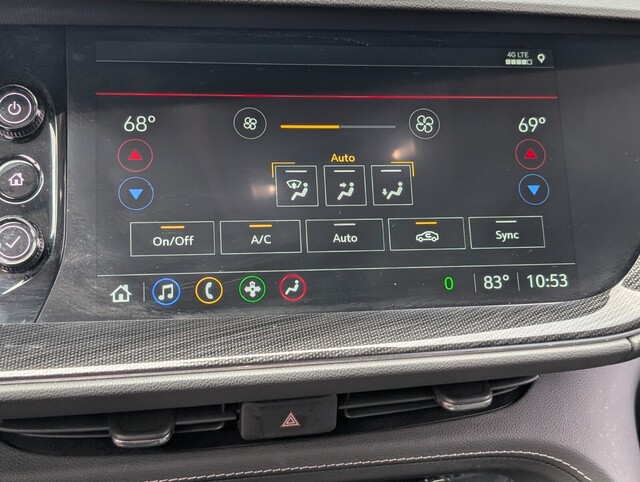 4G LTE
68°
69°
Auto
On/Off
A/C
Auto
Sync
0
83°
10:53